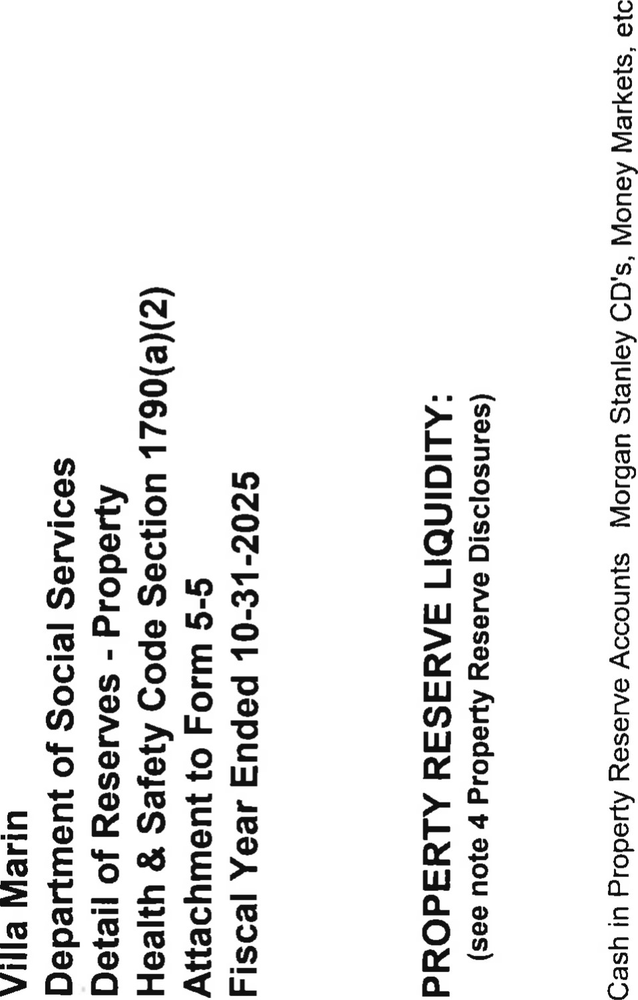 Villa Marin
Department of Social Services
Detail of Reserves - Property
Health & Safety Code Section 1790(a)(2)
Attachment to Form 5-5
Fiscal Year Ended 10-31-2025
PROPERTY RESERVE LIQUIDITY:
(see note 4 Property Reserve Disclosures)
Cash in Property Reserve Accounts Morgan Stanley CD's, Money Markets, etc